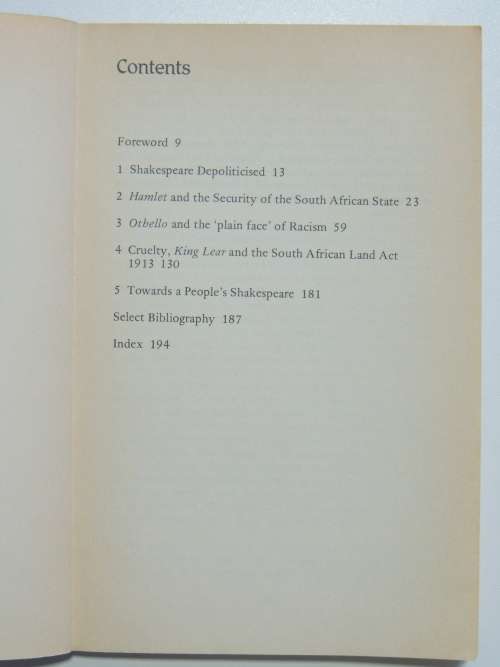 Contents
Foreword 9
1 Shakespeare Depoliticised 13
2 Hamlet and the Security of the South African State 23
3 Othello and the ‘plain face’ of Racism 59
4 Cruelty, King Lear and the South African Land Act
1913 130
5 Towards a People’s Shakespeare 181
Select Bibliography 187
Index 194